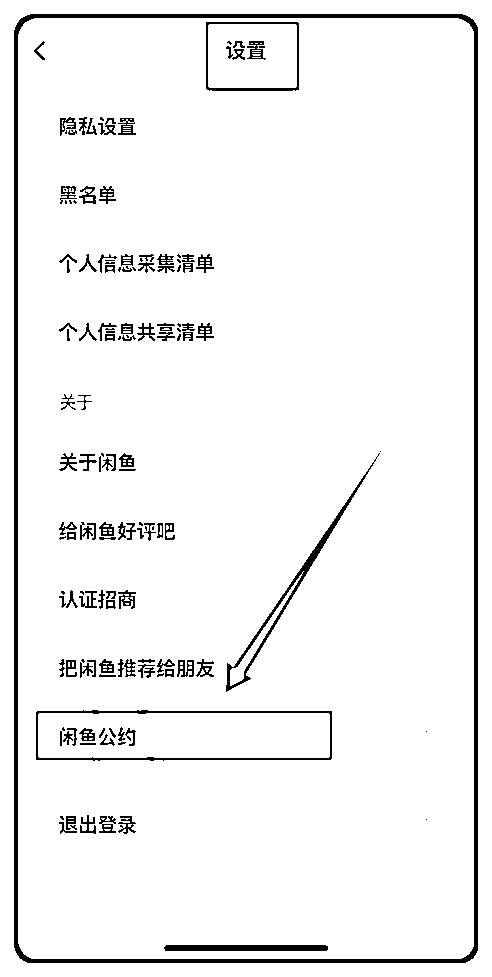 设置
隐私设置
黑名单
个人信息采集清单
个人信息共享清单
关于
关于闲鱼
给闲鱼好评吧
认证招商
把闲鱼推荐给朋友
闲鱼公约
退出登录